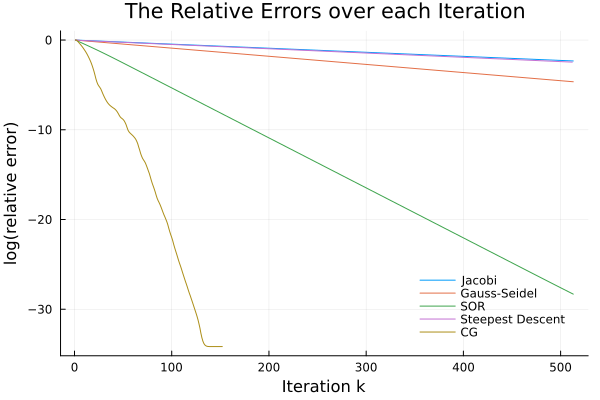 The Relative Errors over each Iteration
log(relative error)
0
−10
−20
−30
Jacobi
Gauss-Seidel
SOR
Steepest Descent
CG
0 100 200 300 400 500
Iteration k